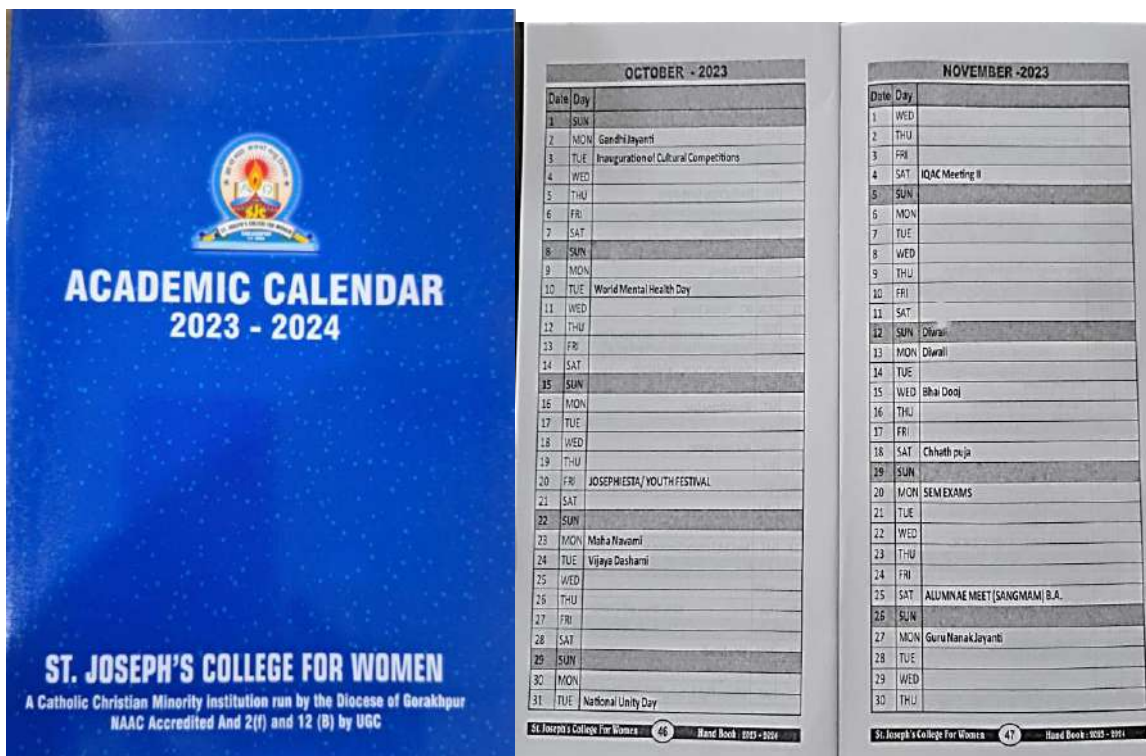 ACADEMIC CALENDAR
2023 - 2024
ST. JOSEPH'S COLLEGE FOR WOMEN
A Catholic Christian Minority institution run by the Diocese of Gorakhpur
NAAC Accredited And 2(f) and 12 (B) by UGC
OCTOBER - 2023
Date Day
1 SUN
2 MON Gandhi Jayanti
3 TUE Inauguration of Cultural Competitions
4 WED
5 THU
6 FRI
7 SAT
8 SUN
9 MON
10 TUE World Mental Health Day
11 WED
12 THU
13 FRI
14 SAT
15 SUN
16 MON
17 TUE
18 WED
19 THU
20 FRI JOSEPHIESTA/ YOUTH FESTIVAL
21 SAT
22 SUN
23 MON Maha Navami
24 TUE Vijaya Dashami
25 WED
26 THU
27 FRI
28 SAT
29 SUN
30 MON
31 TUE National Unity Day
St. Joseph's College For Women 46 Hand Book : 2023 - 2024
NOVEMBER -2023
Date Day
1 WED
2 THU
3 FRI
4 SAT IQAC Meeting II
5 SUN
6 MON
7 TUE
8 WED
9 THU
10 FRI
11 SAT
12 SUN Diwali
13 MON Diwali
14 TUE
15 WED Bhai Dooj
16 THU
17 FRI
18 SAT Chhath puja
19 SUN
20 MON SEM EXAMS
21 TUE
22 WED
23 THU
24 FRI
25 SAT ALUMNAE MEET (SANGMAM) B.A.
26 SUN
27 MON Guru Nanak Jayanti
28 TUE
29 WED
30 THU
St. Joseph's College For Women 47 Hand Book : 2023 - 2024